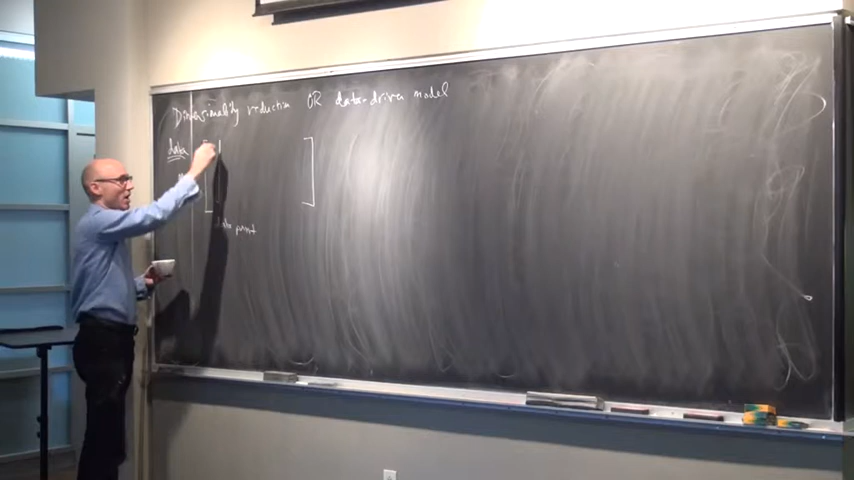 Dimensionality reduction OR data-driven model
data
data point